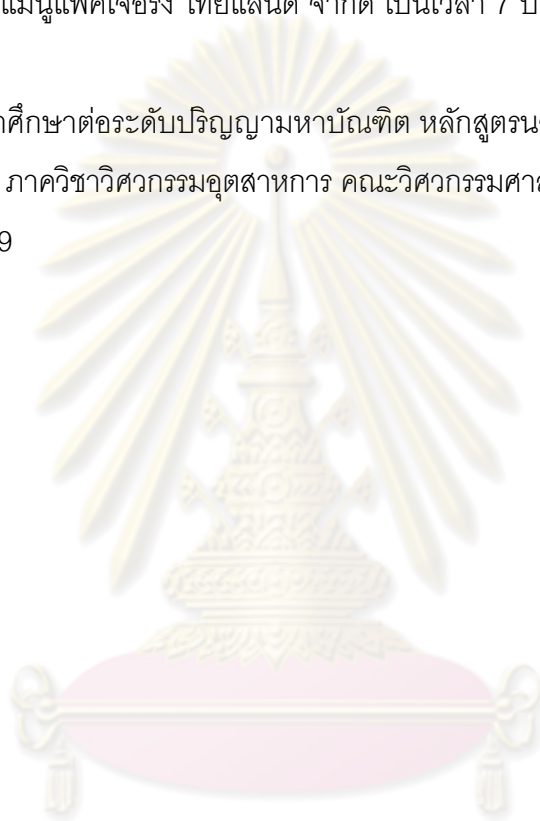 แมนูแฟคเจอริ่ง ไทยแลนด์ จำกัด เป็นเวลา 7 ป
ศึกษาต่อระดับปริญญามหาบัณฑิต หลักสูตรน
ภาควิชาวิศวกรรมอุตสาหการ คณะวิศวกรรมศา
9